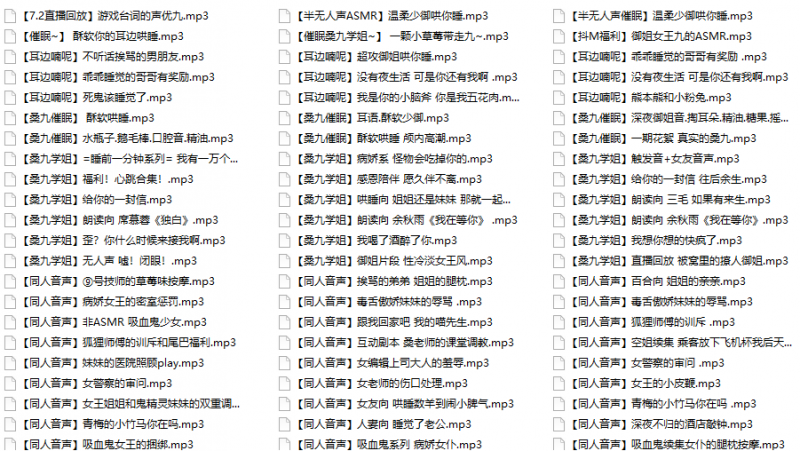 【7.2直播回放】游戏台词的声优九.mp3
【催眠~】 酥软你的耳边哄睡.mp3
【耳边喃呢】不听话挨骂的男朋友.mp3
【耳边喃呢】乖乖睡觉的哥哥有奖励.mp3
【耳边喃呢】死鬼该睡觉了.mp3
【桑九催眠】 酥软哄睡.mp3
【桑九催眠】水瓶子.鹅毛棒.口腔音.精油.mp3
【桑九学姐】=睡前一分钟系列= 我有一万个...
【桑九学姐】福利！心跳合集！.mp3
【桑九学姐】给你的一封信.mp3
【桑九学姐】朗读向 席慕蓉《独白》.mp3
【桑九学姐】歪？你什么时候来接我啊.mp3
【桑九学姐】无人声 嘘！闭眼！.mp3
【同人音声】⑨号技师的草莓味按摩.mp3
【同人音声】病娇女王的密室惩罚.mp3
【同人音声】非ASMR 吸血鬼少女.mp3
【同人音声】狐狸师傅的训斥和尾巴福利.mp3
【同人音声】妹妹的医院照顾play.mp3
【同人音声】女警察的审问.mp3
【同人音声】女王姐姐和鬼精灵妹妹的双重调...
【同人音声】青梅的小竹马你在吗.mp3
【同人音声】吸血鬼女王的捆绑.mp3
【半无人声ASMR】温柔少御哄你睡.mp3
【催眠桑九学姐~】 一颗小草莓带走九~.mp3
【耳边喃呢】超攻御姐哄你睡.mp3
【耳边喃呢】没有夜生活 可是你还有我啊 .mp3
【耳边喃呢】我是你的小脑斧 你是我五花肉.m...
【桑九催眠】耳语.酥软少御.mp3
【桑九催眠】酥软哄睡 颅内高潮.mp3
【桑九学姐】病娇系 怪物会吃掉你的.mp3
【桑九学姐】感恩陪伴 愿久伴不离.mp3
【桑九学姐】哄睡向 姐姐还是妹妹 那就一起...
【桑九学姐】朗读向 余秋雨《我在等你》 .mp3
【桑九学姐】我喝了酒醉了你.mp3
【桑九学姐】御姐片段 性冷淡女王风.mp3
【同人音声】挨骂的弟弟 姐姐的腿枕.mp3
【同人音声】毒舌傲娇妹妹的辱骂 .mp3
【同人音声】跟我回家吧 我的喵先生.mp3
【同人音声】互动剧本 桑老师的课堂调教.mp3
【同人音声】女编辑上司大人的羞辱.mp3
【同人音声】女老师的伤口处理.mp3
【同人音声】女友向 哄睡数羊到闹小脾气.mp3
【同人音声】人妻向 睡觉了老公.mp3
【同人音声】吸血鬼系列 病娇女仆.mp3
【半无人声催眠】温柔少御哄你睡.mp3
【抖M福利】御姐女王九的ASMR.mp3
【耳边喃呢】乖乖睡觉的哥哥有奖励 .mp3
【耳边喃呢】没有夜生活 可是你还有我啊.mp3
【耳边喃呢】熊本熊和小粉兔.mp3
【桑九催眠】深夜御姐音.掏耳朵.精油.糖果.摇...
【桑九催眠】一期花絮 真实的桑九.mp3
【桑九学姐】触发音+女友音声.mp3
【桑九学姐】给你的一封信 往后余生.mp3
【桑九学姐】朗读向 三毛 如果有来生.mp3
【桑九学姐】朗读向 余秋雨《我在等你》.mp3
【桑九学姐】我想你想的快疯了.mp3
【桑九学姐】直播回放 被窝里的撩人御姐.mp3
【同人音声】百合向 姐姐的亲亲.mp3
【同人音声】毒舌傲娇妹妹的辱骂.mp3
【同人音声】狐狸师傅的训斥 .mp3
【同人音声】空姐续集 乘客放下飞机杯我后天...
【同人音声】女警察的审问 .mp3
【同人音声】女王的小皮鞭.mp3
【同人音声】青梅的小竹马你在吗 .mp3
【同人音声】深夜不归的酒店敲钟.mp3
【同人音声】吸血鬼续集女仆的腿枕按摩.mp3